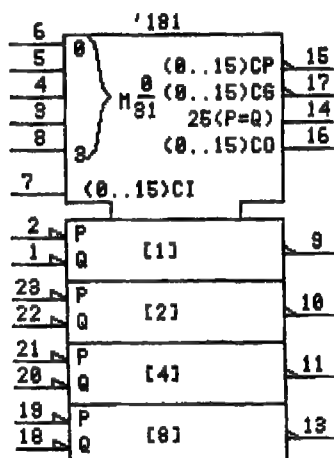 '181
6 0 (0..15)CP 15
5 (0..15)CG 17
4 M 0/31 25(P=Q) 14
3 (0..15)CO 16
8 3
7 (0..15)CI
2 P [1] 9
1 Q
23 P [2] 10
22 Q
21 P [4] 11
20 Q
19 P [8] 13
18 Q